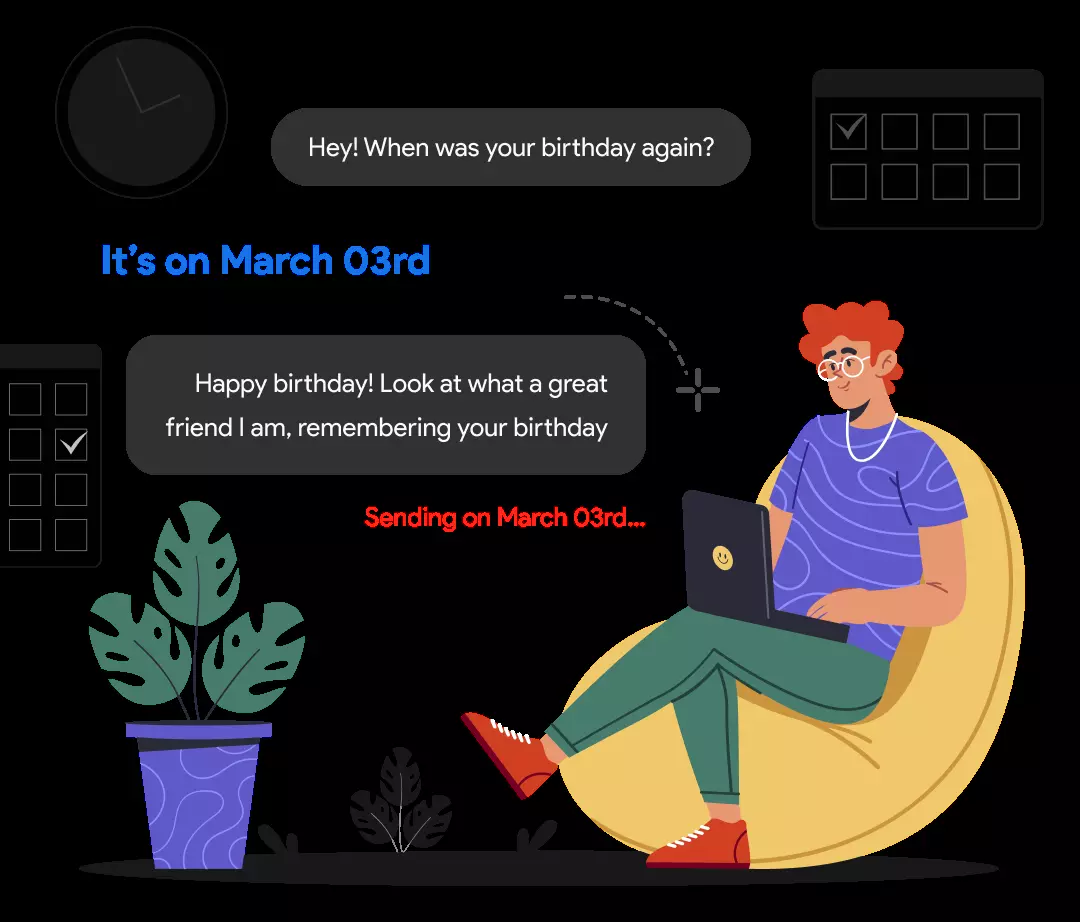 Hey! When was your birthday again?
It’s on March 03rd
Happy birthday! Look at what a great
friend I am, remembering your birthday
Sending on March 03rd...